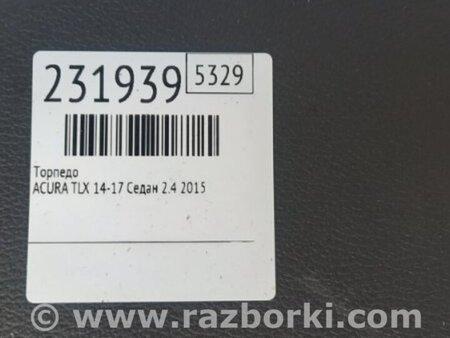 231939 5329
Торпедо
ACURA TLX 14-17 Седан 2.4 2015
© www.razborki.com